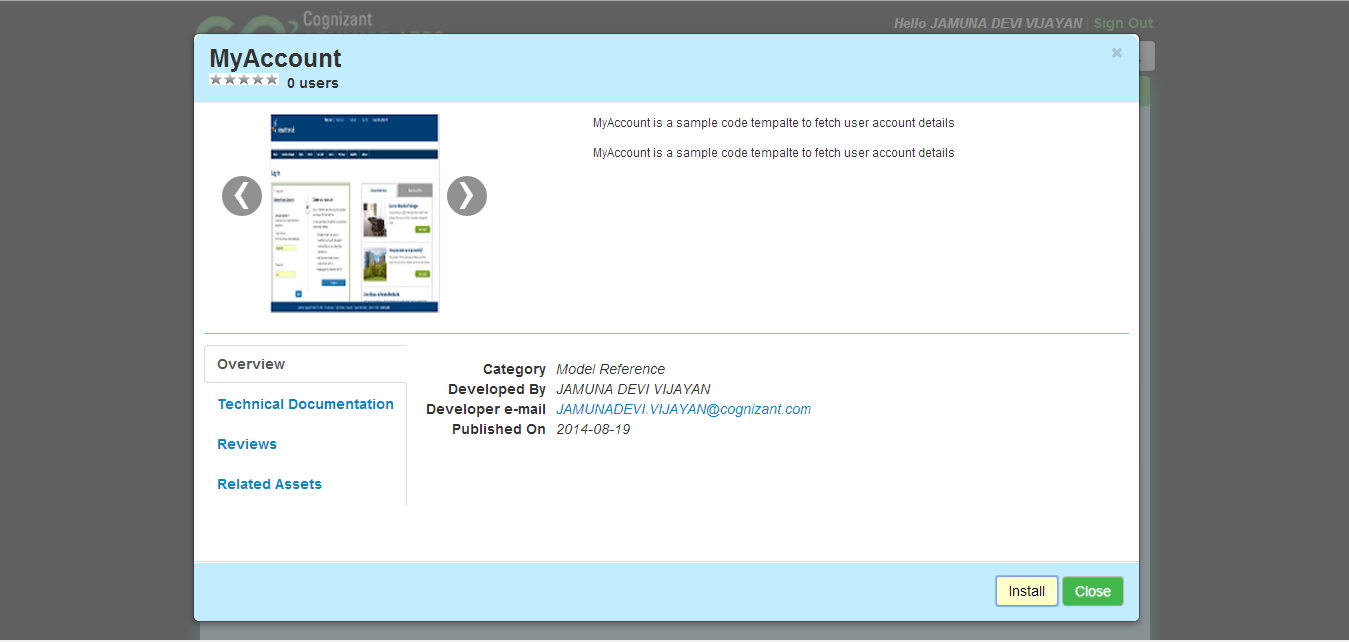 Cognizant
Hello JAMUNA DEVI VIJAYAN Sign Out
MyAccount
0 users
MyAccount is a sample code tempalte to fetch user account details
MyAccount is a sample code tempalte to fetch user account details
Overview
Technical Documentation
Reviews
Related Assets
Category Model Reference
Developed By JAMUNA DEVI VIJAYAN
Developer e-mail JAMUNADEVI.VIJAYAN@cognizant.com
Published On 2014-08-19
Install Close